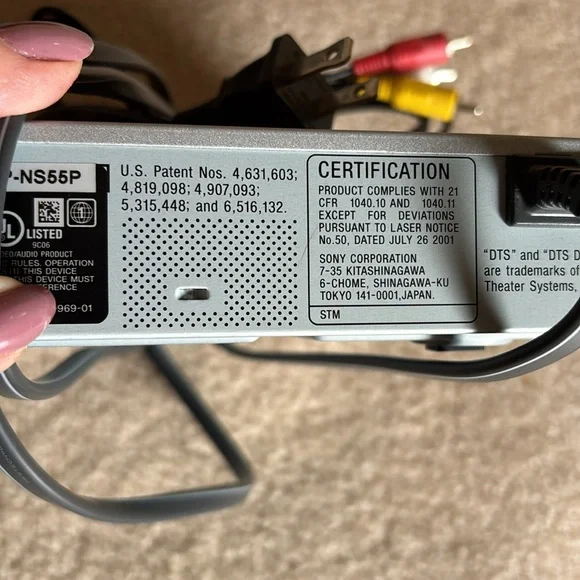 P-NS55P
UL
LISTED
9C06
VIDEO/AUDIO PRODUCT
RULES. OPERATION
IN THIS DEVICE
THIS DEVICE MUST
ERENCE
969-01
1
U.S. Patent Nos. 4,631,603;
4,819,098; 4,907,093;
5,315,448; and 6,516,132.
CERTIFICATION
PRODUCT COMPLIES WITH 21
CFR 1040.10 AND 1040.11
EXCEPT FOR DEVIATIONS
PURSUANT TO LASER NOTICE
No.50, DATED JULY 26 2001
SONY CORPORATION
7-35 KITASHINAGAWA
6-CHOME, SHINAGAWA-KU
TOKYO 141-0001,JAPAN.
STM
"DTS" and "DTS D
are trademarks of
Theater Systems,